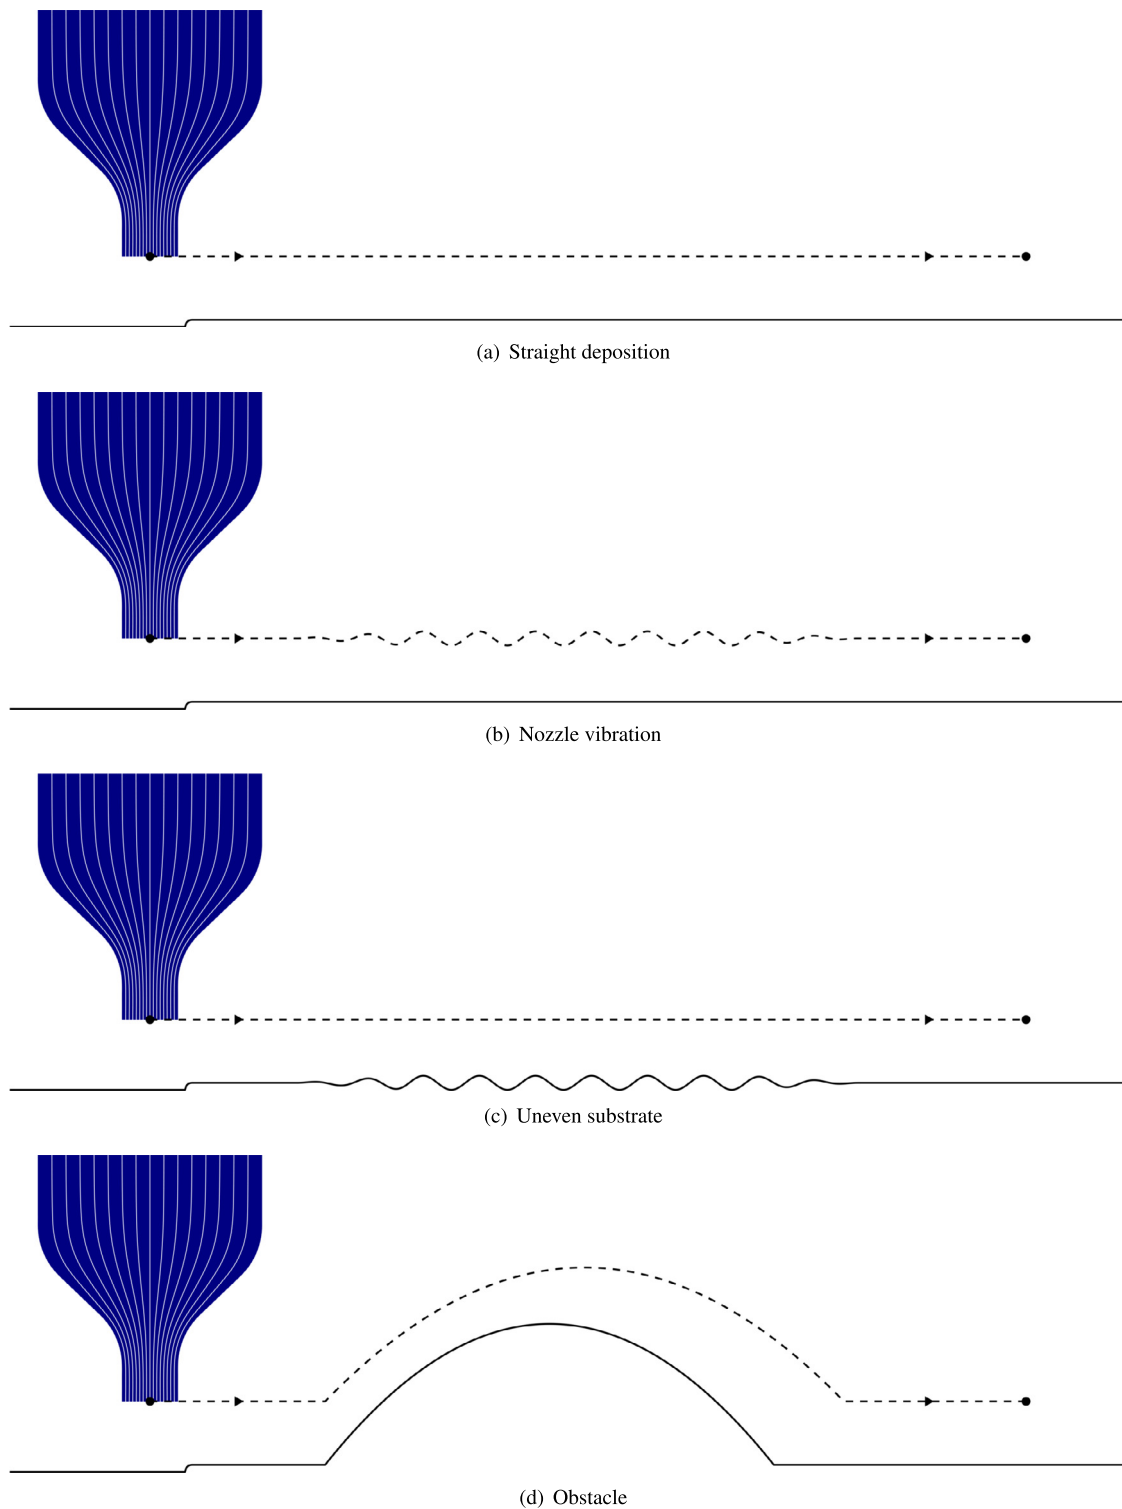 (a) Straight deposition
(b) Nozzle vibration
(c) Uneven substrate
(d) Obstacle